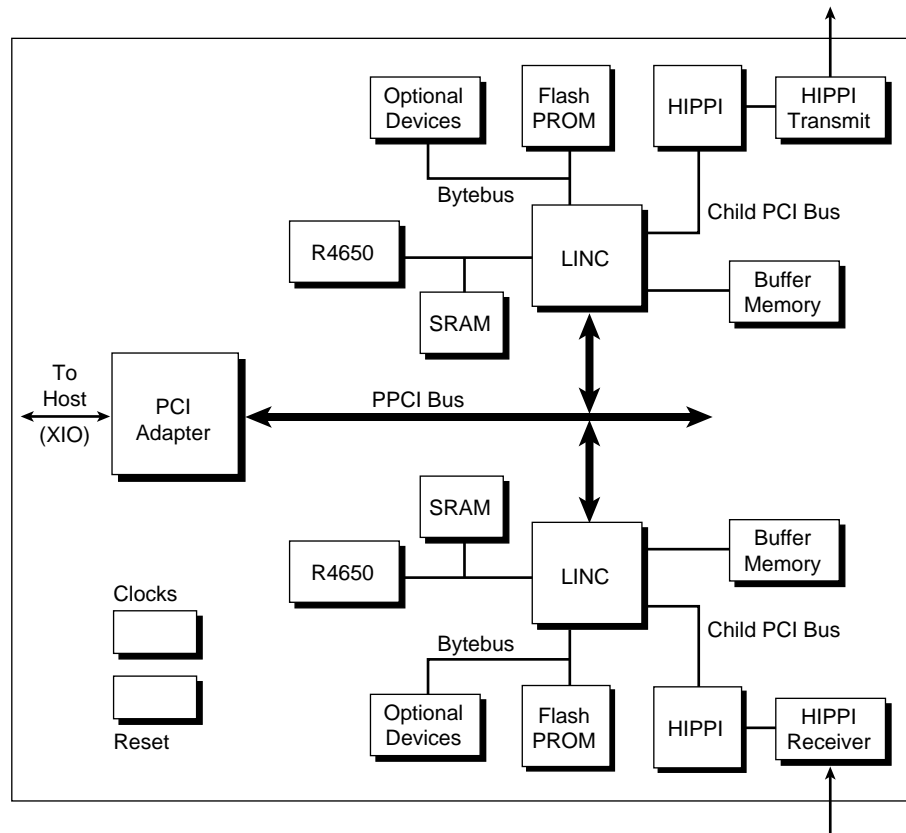 Optional
Devices
Flash
PROM
HIPPI
HIPPI
Transmit
Bytebus
Child PCI Bus
R4650
LINC
SRAM
Buffer
Memory
To
Host
(XIO)
PCI
Adapter
PPCI Bus
SRAM
R4650
LINC
Buffer
Memory
Clocks
Reset
Bytebus
Child PCI Bus
Optional
Devices
Flash
PROM
HIPPI
HIPPI
Receiver